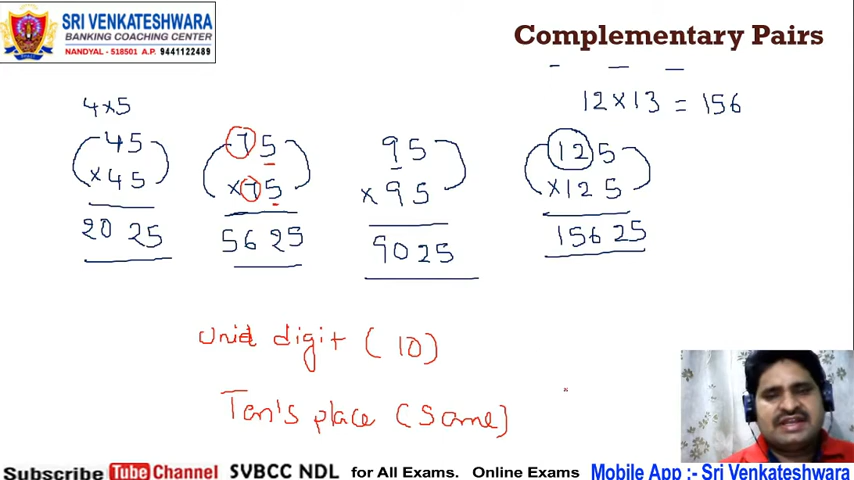 SRI VENKATESHWARA
BANKING COACHING CENTER
NANDYAL - 518501 A.P. 9441122489
Complementary Pairs
4x5
12x13 = 156
45
x45
2025
75
x75
5625
95
x95
9025
125
x125
15625
Unid digit (10)
Ten's place (Same)
Subscribe YouTube Channel SVBCC NDL for All Exams. Online Exams Mobile App :- Sri Venkateshwara